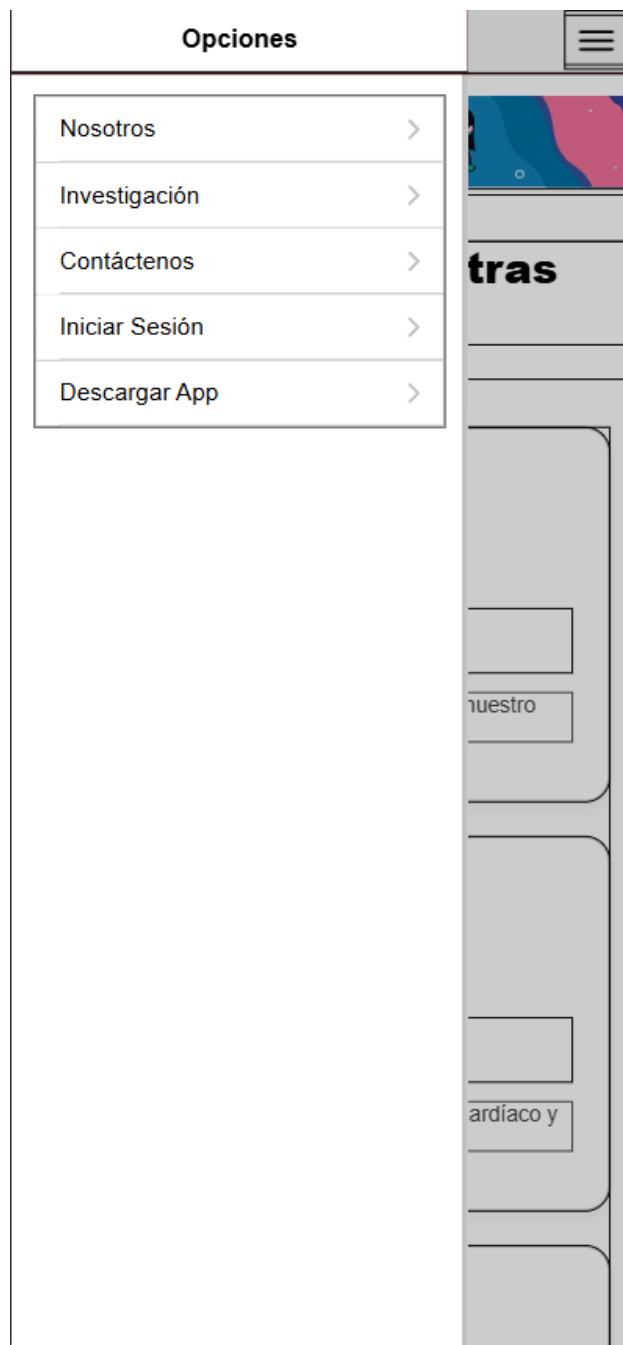 Opciones
Nosotros
Investigación
Contáctenos
Iniciar Sesión
Descargar App
tras
nuestro
ardíaco y